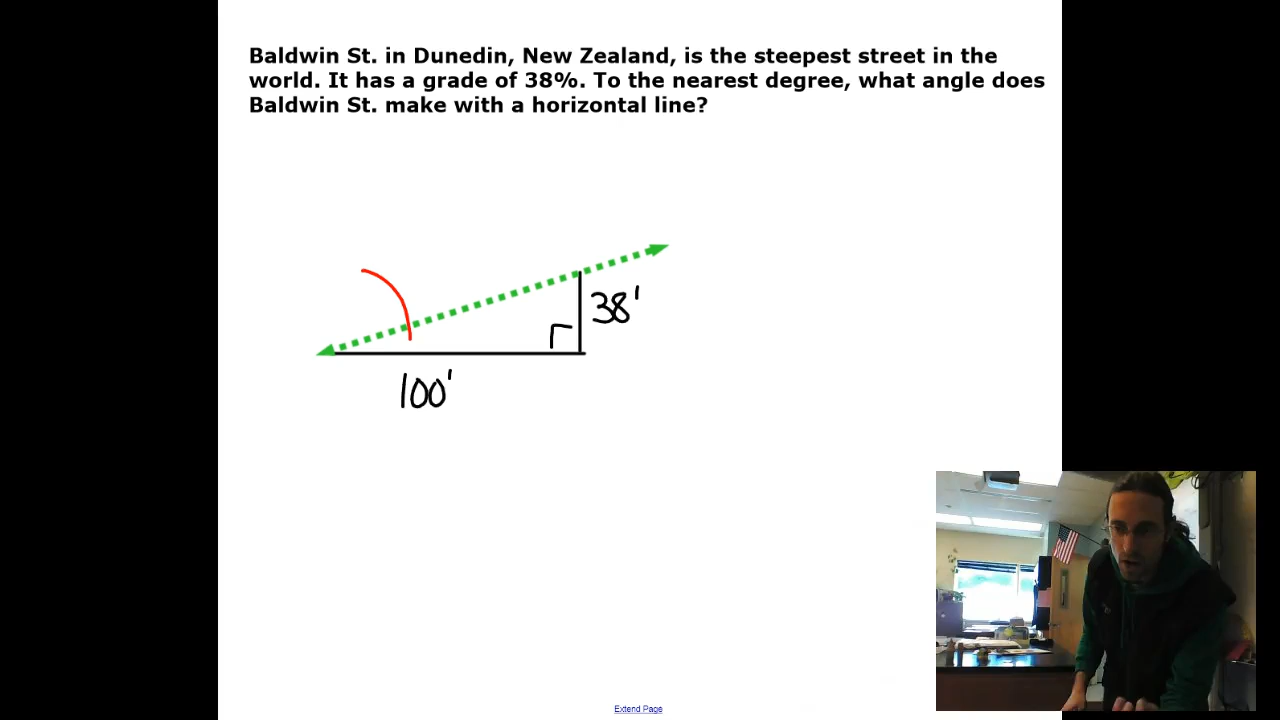 Baldwin St. in Dunedin, New Zealand, is the steepest street in the
world. It has a grade of 38%. To the nearest degree, what angle does
Baldwin St. make with a horizontal line?
38'
100'
Extend Page